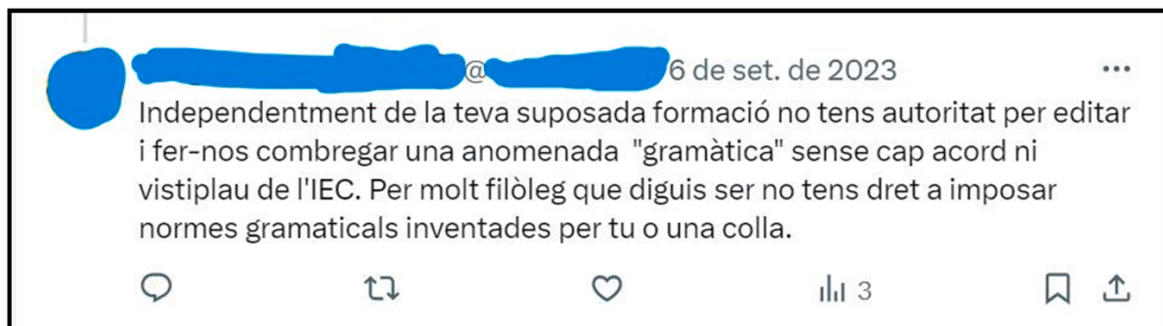 @ 6 de set. de 2023 ...
Independentment de la teva suposada formació no tens autoritat per editar
i fer-nos combregar una anomenada "gramàtica" sense cap acord ni
vistiplau de l'IEC. Per molt filòleg que diguis ser no tens dret a imposar
normes gramaticals inventades per tu o una colla.
3